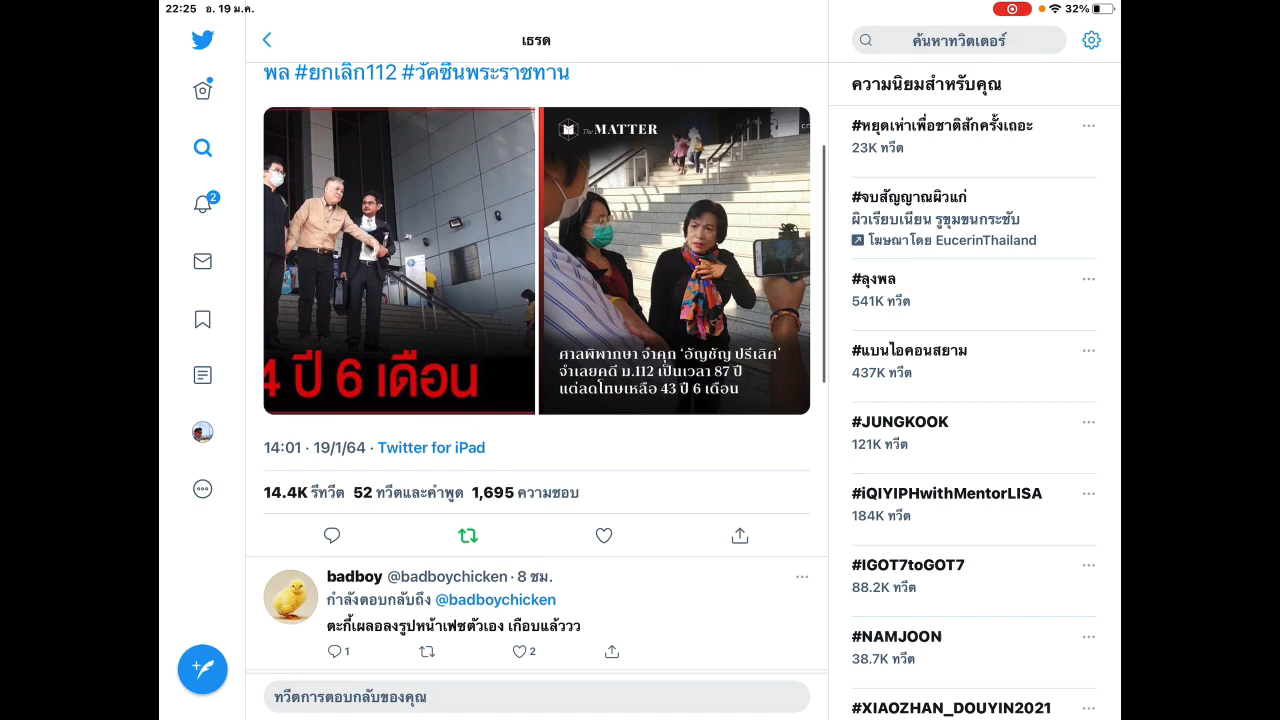 22:25 อ. 19 ม.ค.
32%
เธรด
ค้นหาทวิตเตอร์
พล #ยกเลิก112 #วัคซีนพระราชทาน
The MATTER
4 ปี 6 เดือน
ศาลพิพากษา จำคุก ‘อัญชัญ ปรีเลิศ’
จำเลยคดี ม.112 เป็นเวลา 87 ปี
แต่ลดโทษเหลือ 43 ปี 6 เดือน
14:01 · 19/1/64 · Twitter for iPad
14.4K รีทวีต 52 ทวีตและคำพูด 1,695 ความชอบ
badboy @badboychicken · 8 ชม.
กำลังตอบกลับถึง @badboychicken
ตะกี้เผลอลงรูปหน้าเฟซตัวเอง เกือบแล้ววว
1
2
ทวีตการตอบกลับของคุณ
2
ความนิยมสำหรับคุณ
#หยุดเห่าเพื่อชาติสักครั้งเถอะ
23K ทวีต
#จบสัญญาณผิวแก่
ผิวเรียบเนียน รูขุมขนกระชับ
โฆษณาโดย EucerinThailand
#ลุงพล
541K ทวีต
#แบนไอคอนสยาม
437K ทวีต
#JUNGKOOK
121K ทวีต
#iQIYIPHwithMentorLISA
184K ทวีต
#IGOT7toGOT7
88.2K ทวีต
#NAMJOON
38.7K ทวีต
#XIAOZHAN_DOUYIN2021